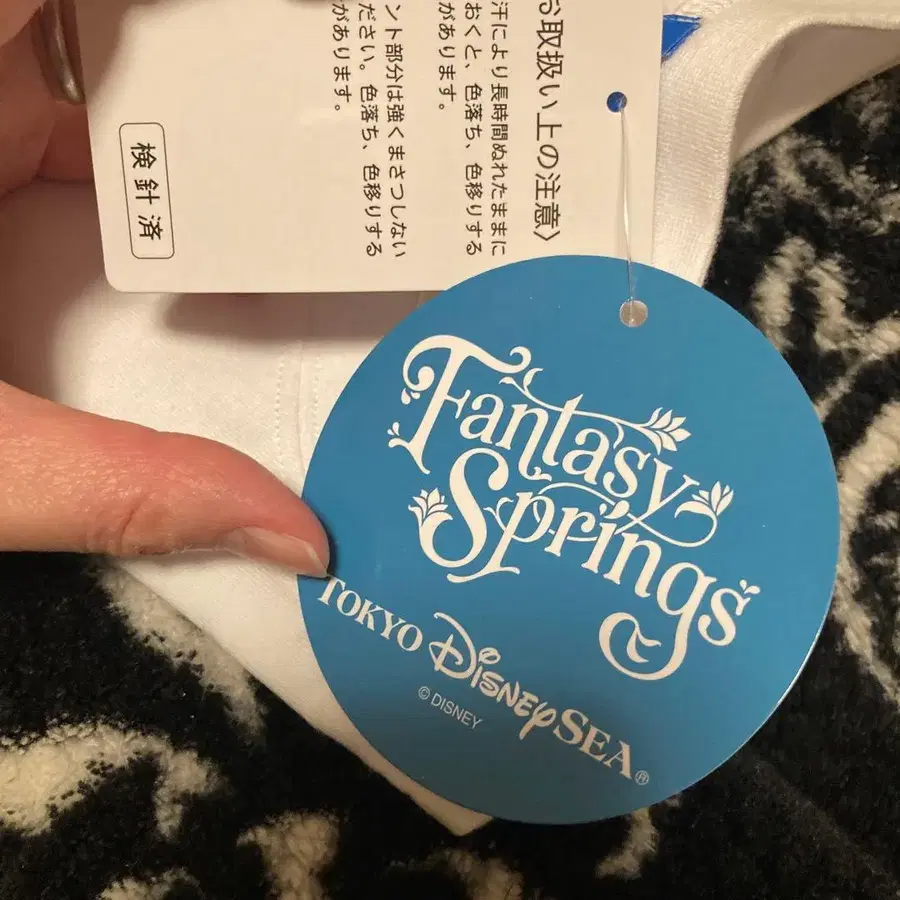 お取扱い上の注意〉
汗により長時間ぬれたままに
おくと、色落ち、色移りする
があります。
ント部分は強くまさつしない
ださい。色落ち、色移りする
があります。
検針済
Fantasy
Springs
TOKYO DISNEYSEA®
© DISNEY